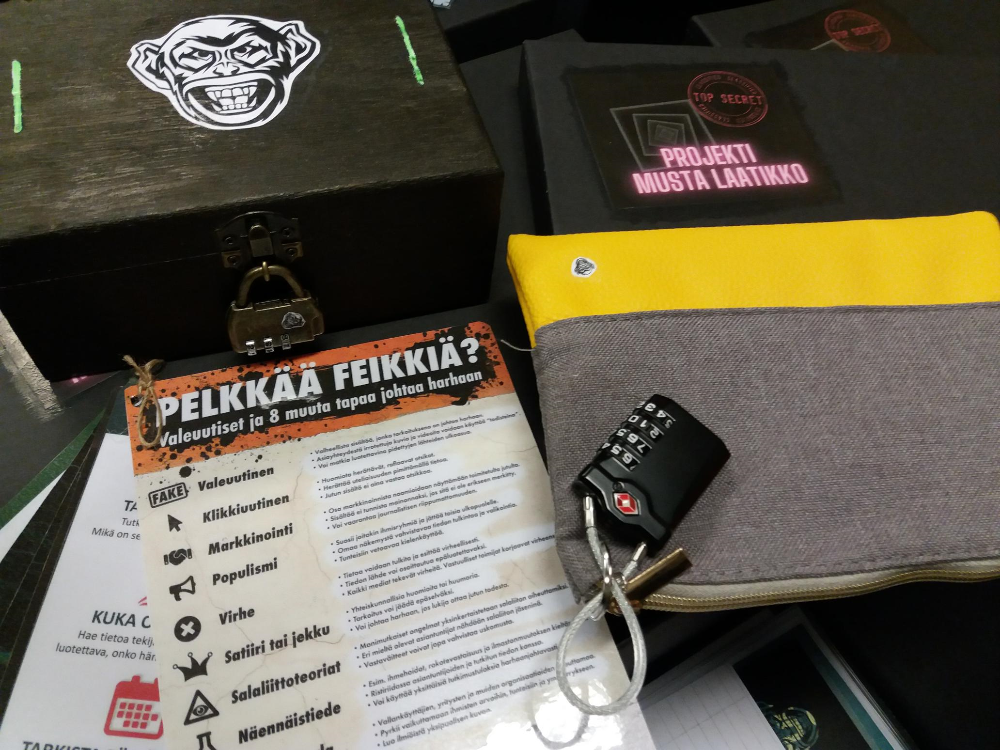 TOP SECRET
TOP SECRET
PROJEKTI
MUSTA LAATIKKO
PELKKÄÄ FEIKKIÄ?
Valeuutiset ja 8 muuta tapaa johtaa harhaan
FAKE
Valeuutinen
• Valheellista sisältöä, jonka tarkoituksena on johtaa harhaan.
• Asiayhteydestä irrotettuja kuvia ja videoita voidaan käyttää "todisteina".
• Voi matkia luotettavina pidettyjen lähteiden ulkoasua.
Klikkiuutinen
• Huomiota herättävät, raflaavat otsikot.
• Herättää uteliaisuuden pimittämällä tietoa.
• Jutun sisältö ei aina vastaa otsikkoa.
Markkinointi
• Osa markkinoinnista naamioidaan näyttämään toimitetulta jutulta.
• Sisältöä ei tunnista mainonnaksi, jos sitä ei ole erikseen merkitty.
• Voi vaarantaa journalistisen riippumattomuuden.
Populismi
• Suosii joitakin ihmisryhmiä ja jättää toisia ulkopuolelle.
• Omaa näkemystä vahvistavaa tiedon tulkintaa ja valikointia.
• Tunteisiin vetoavaa kielenkäyttöä.
Virhe
• Tietoa voidaan tulkita ja esittää virheellisesti.
• Tiedon lähde voi osoittautua epäluotettavaksi.
• Kaikki mediat tekevät virheitä. Vastuulliset toimijat korjaavat virheens
Satiiri tai jekku
• Yhteiskunnallisia huomioita tai huumoria.
• Tarkoitus voi jäädä epäselväksi.
• Voi johtaa harhaan, jos lukija ottaa jutun todesta.
Salaliittoteoriat
• Monimutkaiset ongelmat yksinkertaistetaan salaliiton aiheuttamiksi.
• Eri mieltä olevat asiantuntijat nähdään salaliiton jäseninä.
• Vastaväitteet voivat jopa vahvistaa uskomusta.
Näennäistiede
• Esim. ihmehoidot, rokotevastaisuus ja ilmastonmuutoksen kieltä
• Ristiriidassa asiantuntijoiden ja tutkitun tiedon kanssa.
• Voi käyttää yksittäisiä tutkimustuloksia harhaanjohtavasti
• Vallankäyttäjien, yritysten ja muiden organisaatioiden
• Pyrkii vaikuttamaan ihmisten arvoihin, tunteisiin ja
• Luo ilmiöistä yksipuolisen kuvan.
Mikä on se
KUKA O
Hae tietoa tekij
luotettava, onko hän